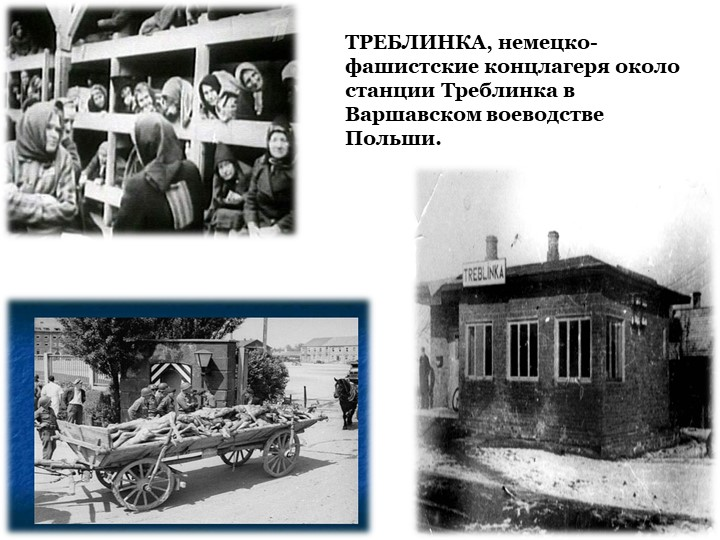 ТРЕБЛИНКА, немецко-
фашистские концлагеря около
станции Треблинка в
Варшавском воеводстве
Польши.
TREBLINKA